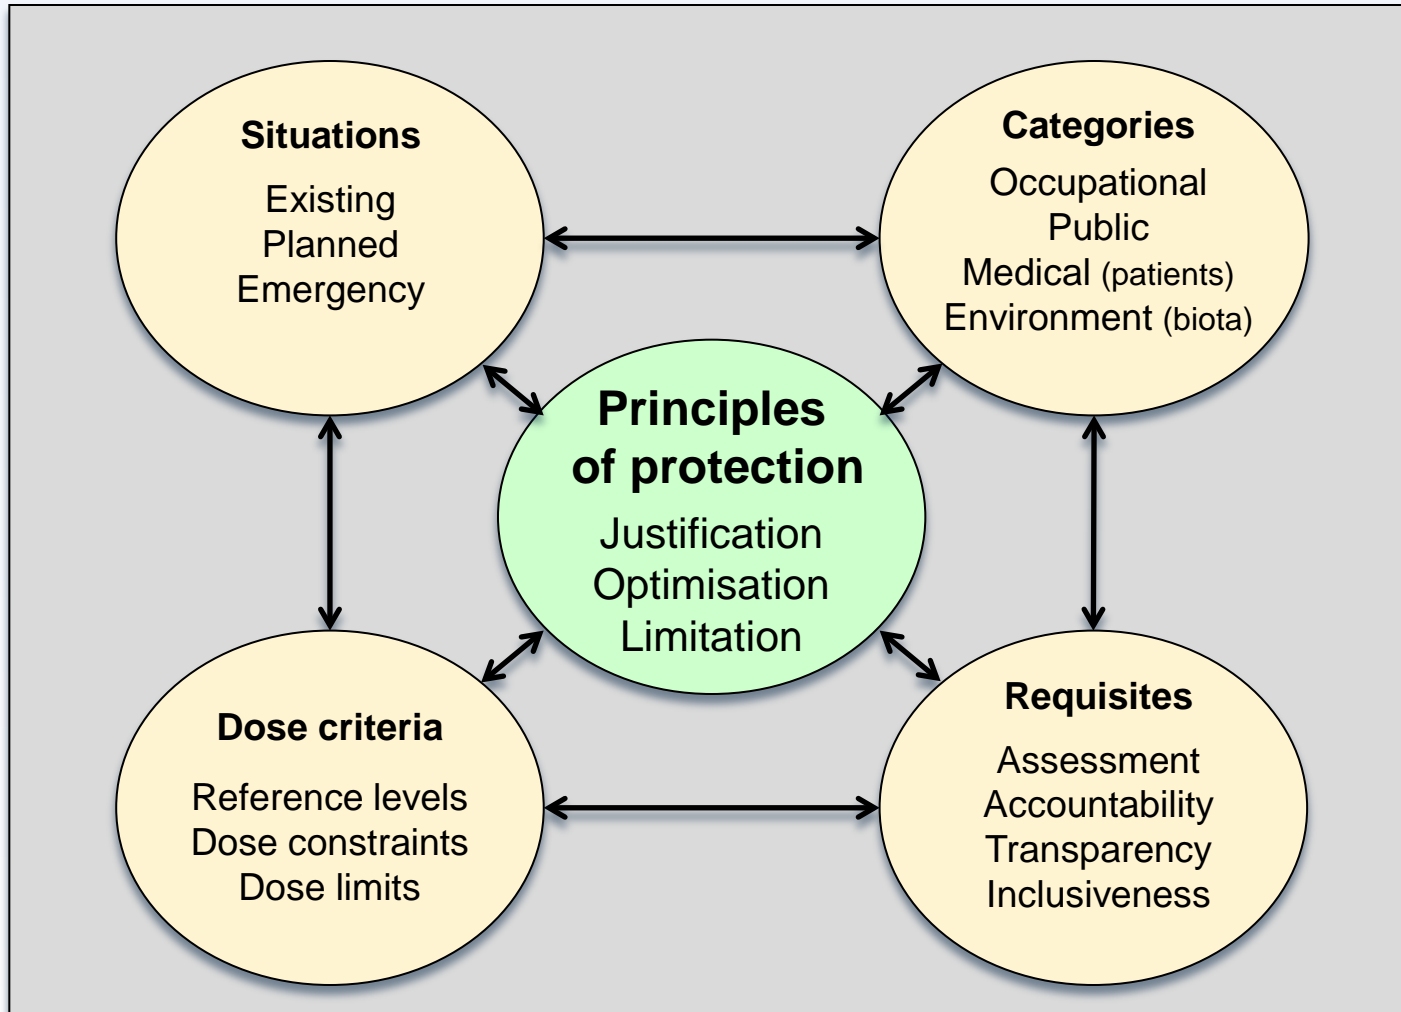 Situations
Existing
Planned
Emergency
Categories
Occupational
Public
Medical (patients)
Environment (biota)
Principles
of protection
Justification
Optimisation
Limitation
Dose criteria
Reference levels
Dose constraints
Dose limits
Requisites
Assessment
Accountability
Transparency
Inclusiveness